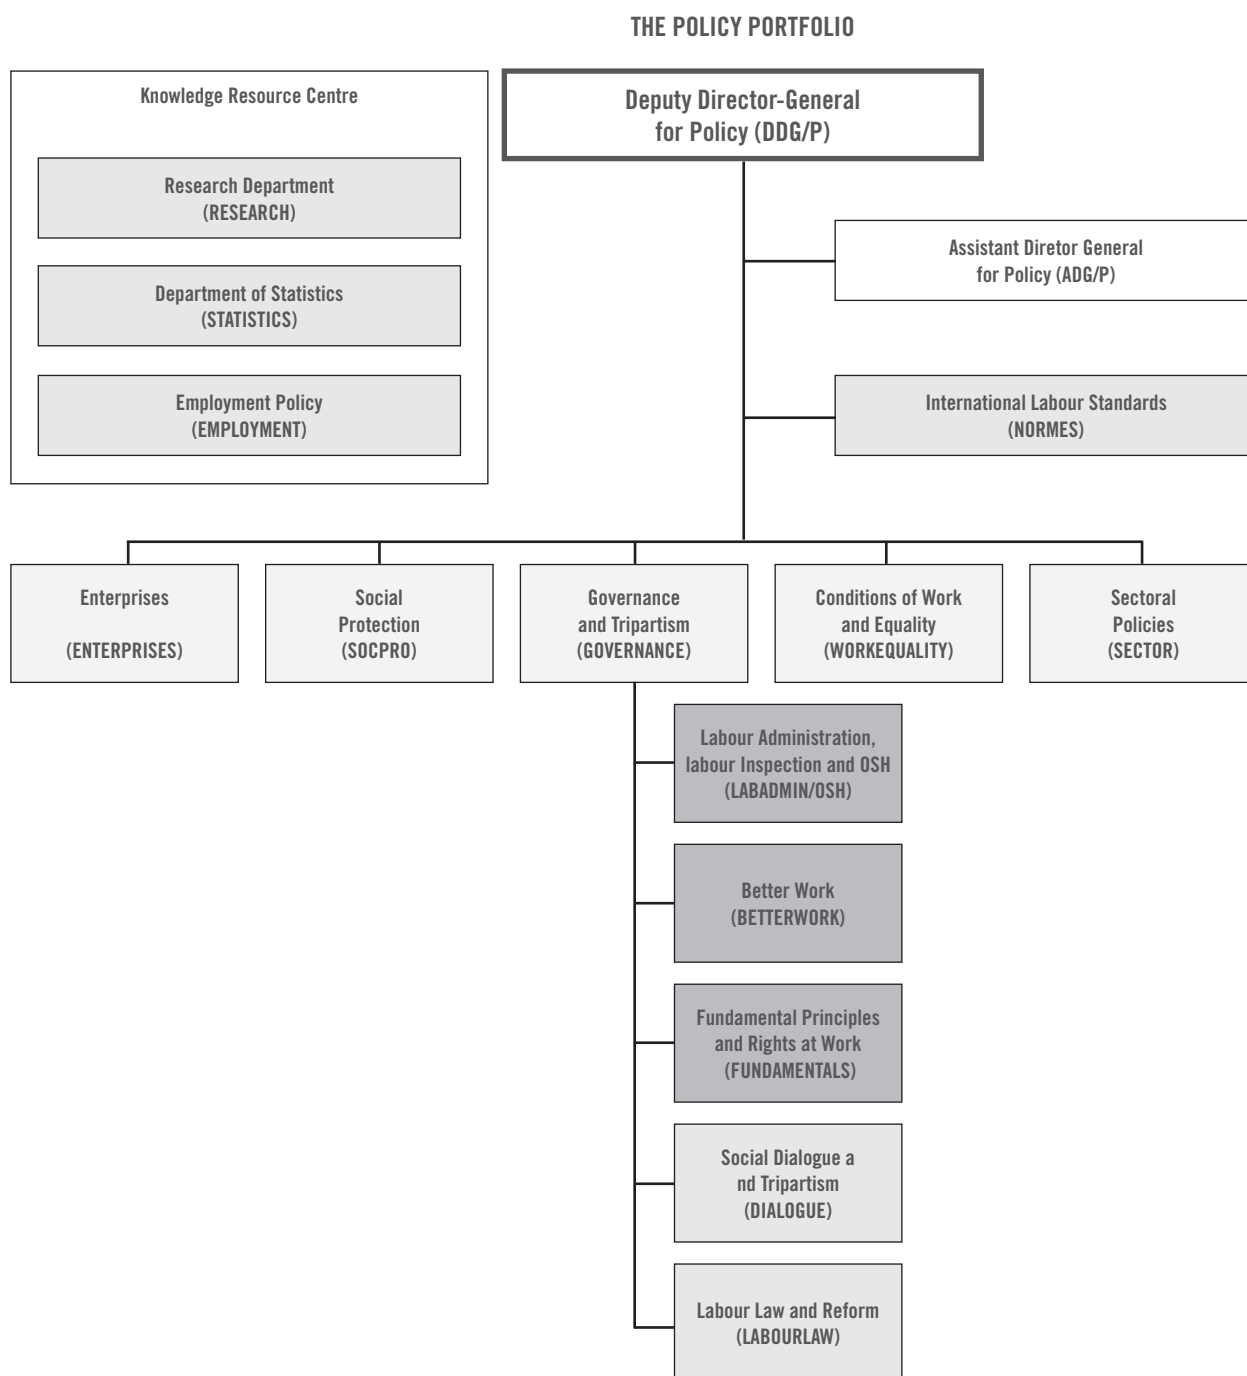 THE POLICY PORTFOLIO
Knowledge Resource Centre
Research Department
(RESEARCH)
Department of Statistics
(STATISTICS)
Employment Policy
(EMPLOYMENT)
Deputy Director-General
for Policy (DDG/P)
Assistant Diretor General
for Policy (ADG/P)
International Labour Standards
(NORMES)
Enterprises
(ENTERPRISES)
Social
Protection
(SOCPRO)
Governance
and Tripartism
(GOVERNANCE)
Conditions of Work
and Equality
(WORKEQUALITY)
Sectoral
Policies
(SECTOR)
Labour Administration,
labour Inspection and OSH
(LABADMIN/OSH)
Better Work
(BETTERWORK)
Fundamental Principles
and Rights at Work
(FUNDAMENTALS)
Social Dialogue a
nd Tripartism
(DIALOGUE)
Labour Law and Reform
(LABOURLAW)